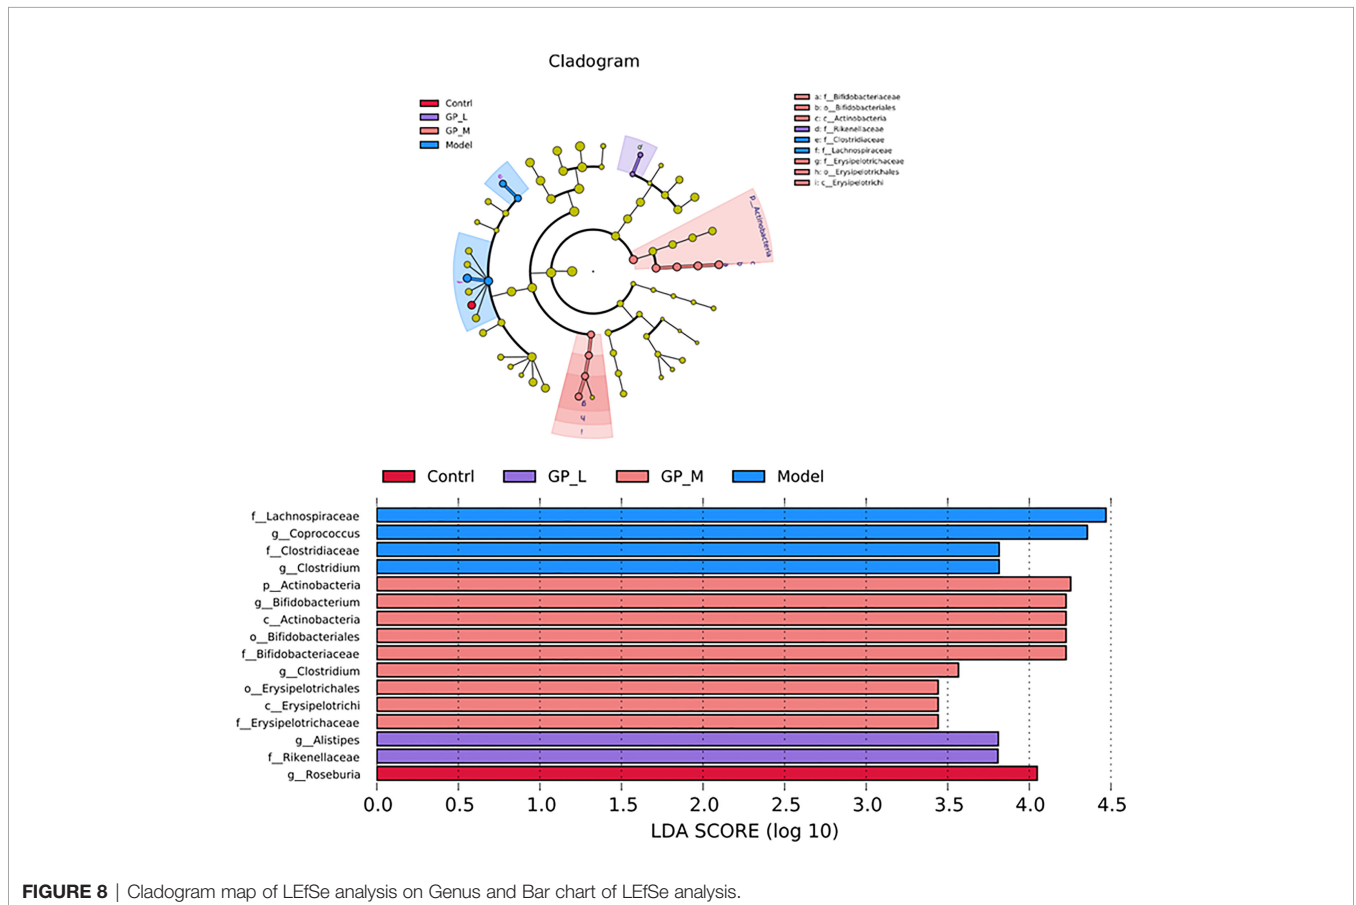 Cladogram
Contrl
GP_L
GP_M
Model
a: f__Bifidobacteriaceae
b: o__Bifidobacteriales
c: c__Actinobacteria
d: f__Rikenellaceae
e: f__Clostridiaceae
f: f__Lachnospiraceae
g: f__Erysipelotrichaceae
h: o__Erysipelotrichales
i: c__Erysipelotrichi
d
e
p__Actinobacteria
a b c
f
g
h
i
Contrl GP_L GP_M Model
f__Lachnospiraceae
g__Coprococcus
f__Clostridiaceae
g__Clostridium
p__Actinobacteria
g__Bifidobacterium
c__Actinobacteria
o__Bifidobacteriales
f__Bifidobacteriaceae
g__Clostridium
o__Erysipelotrichales
c__Erysipelotrichi
f__Erysipelotrichaceae
g__Alistipes
f__Rikenellaceae
g__Roseburia
0.0 0.5 1.0 1.5 2.0 2.5 3.0 3.5 4.0 4.5
LDA SCORE (log 10)
FIGURE 8 | Cladogram map of LEfSe analysis on Genus and Bar chart of LEfSe analysis.